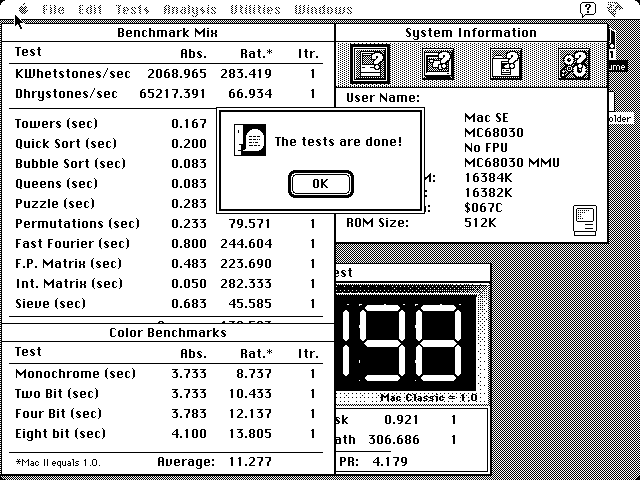 File Edit Tests Analysis Utilities Windows
Benchmark Mix
Test Abs. Rat.* Itr.
KWhetstones/sec 2068.965 283.419 1
Dhrystones/sec 65217.391 66.934 1
Towers (sec) 0.167
Quick Sort (sec) 0.200
Bubble Sort (sec) 0.083
Queens (sec) 0.083
Puzzle (sec) 0.283
Permutations (sec) 0.233 79.571 1
Fast Fourier (sec) 0.800 244.604 1
F.P. Matrix (sec) 0.483 223.690 1
Int. Matrix (sec) 0.050 282.333 1
Sieve (sec) 0.683 45.585 1
Color Benchmarks
Test Abs. Rat.* Itr.
Monochrome (sec) 3.733 8.737 1
Two Bit (sec) 3.733 10.433 1
Four Bit (sec) 3.783 12.137 1
Eight bit (sec) 4.100 13.805 1
*Mac II equals 1.0. Average: 11.277
The tests are done!
OK
System Information
User Name:
Mac SE
MC68030
No FPU
MC68030 MMU
M: 16384K
16382K
$067C
ROM Size: 512K
est
198
Mac Classic = 1.0
sk 0.921 1
ath 306.686 1
PR: 4.179
ume
older